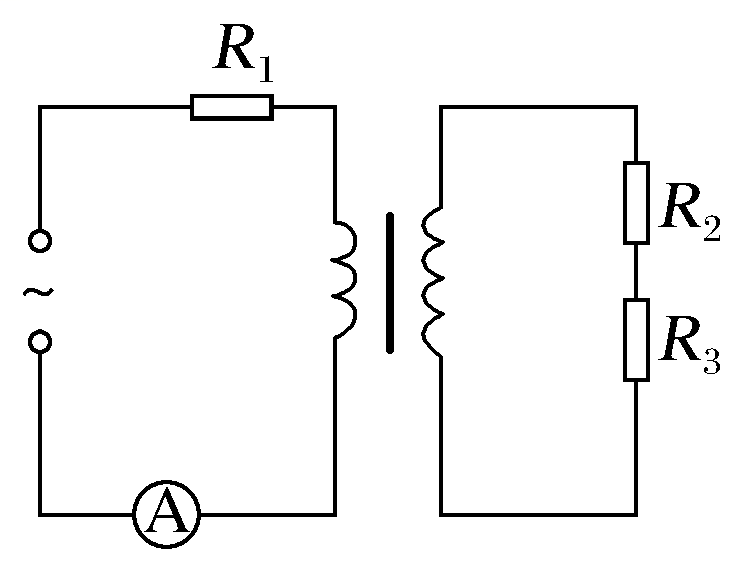 R₁
R₂
~
R₃
A